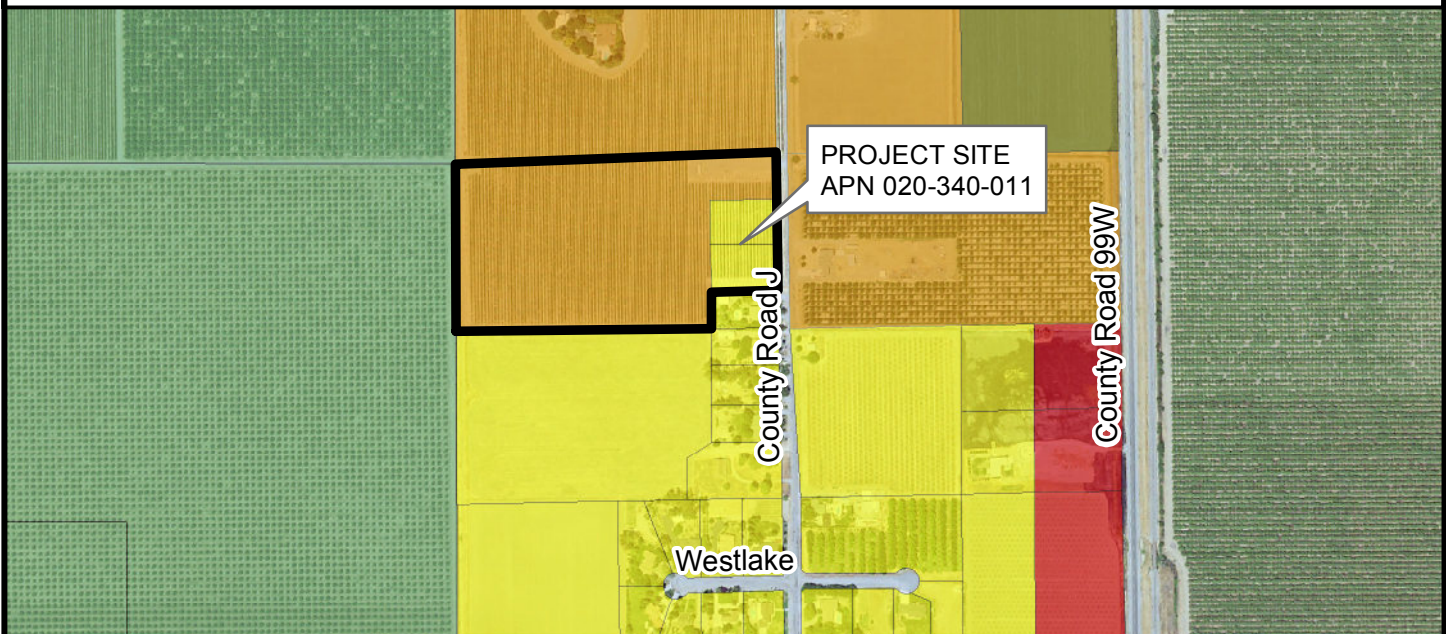 PROJECT SITE
APN 020-340-011
County Road 99W
County Road J
Westlake